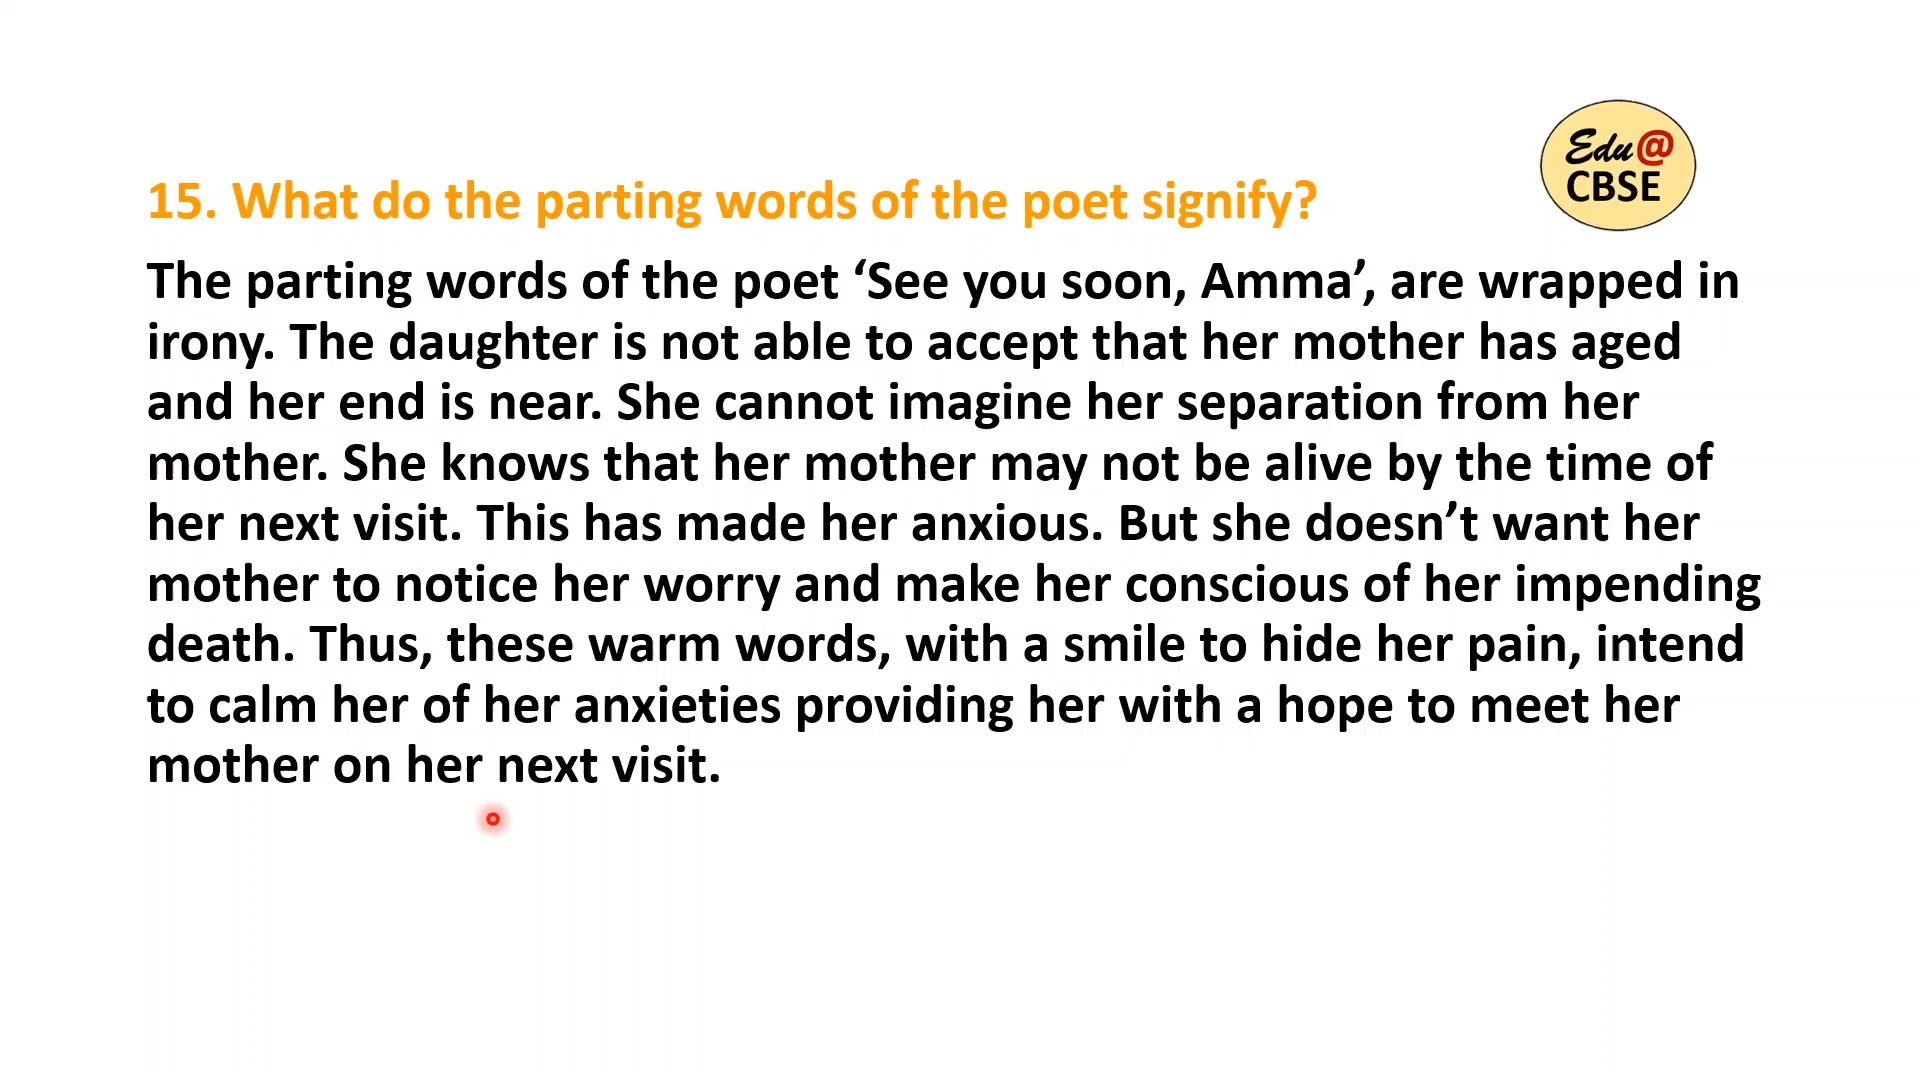 Edu@
CBSE
15. What do the parting words of the poet signify?
The parting words of the poet ‘See you soon, Amma’, are wrapped in
irony. The daughter is not able to accept that her mother has aged
and her end is near. She cannot imagine her separation from her
mother. She knows that her mother may not be alive by the time of
her next visit. This has made her anxious. But she doesn’t want her
mother to notice her worry and make her conscious of her impending
death. Thus, these warm words, with a smile to hide her pain, intend
to calm her of her anxieties providing her with a hope to meet her
mother on her next visit.